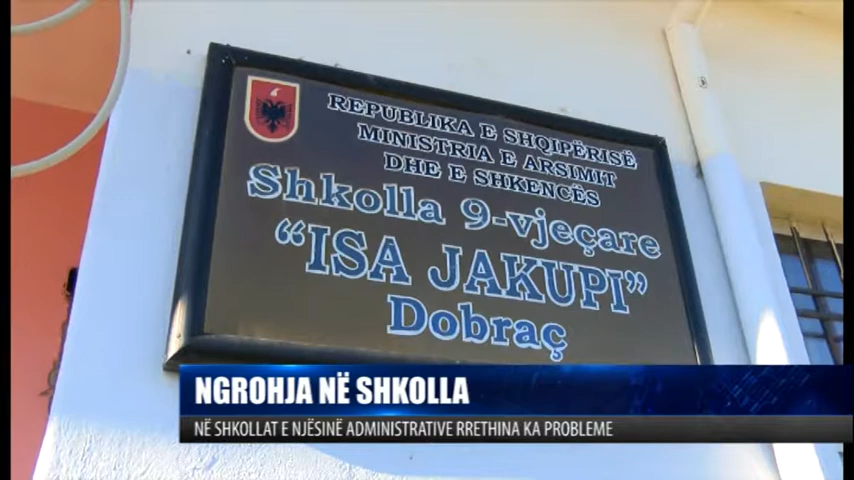 REPUBLIKA E SHQIPËRISË
MINISTRIA E ARSIMIT
DHE E SHKENCËS
Shkolla 9-vjeçare
“ISA JAKUPI”
Dobraç
NGROHJA NË SHKOLLA
NË SHKOLLAT E NJËSINË ADMINISTRATIVE RRETHINA KA PROBLEME